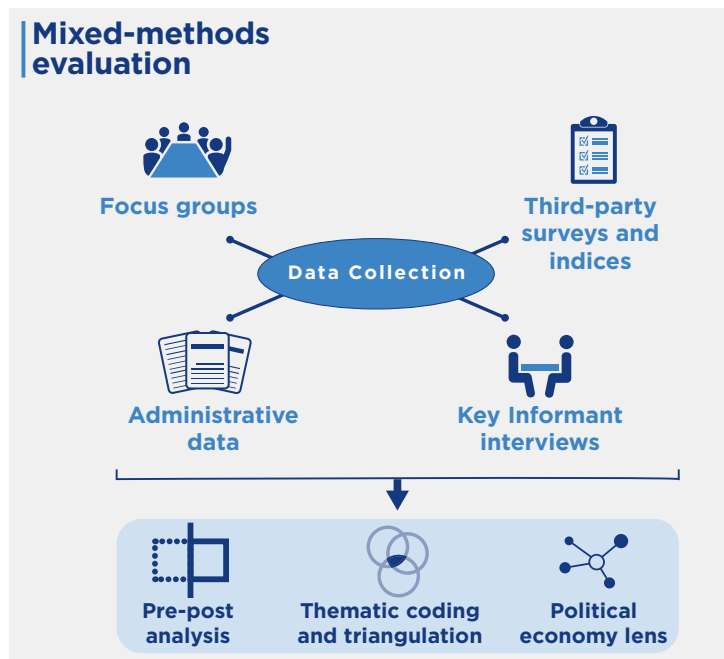 Mixed-methods
evaluation
Focus groups
Third-party
surveys and
indices
Data Collection
Administrative
data
Key Informant
interviews
Pre-post
analysis
Thematic coding
and triangulation
Political
economy lens